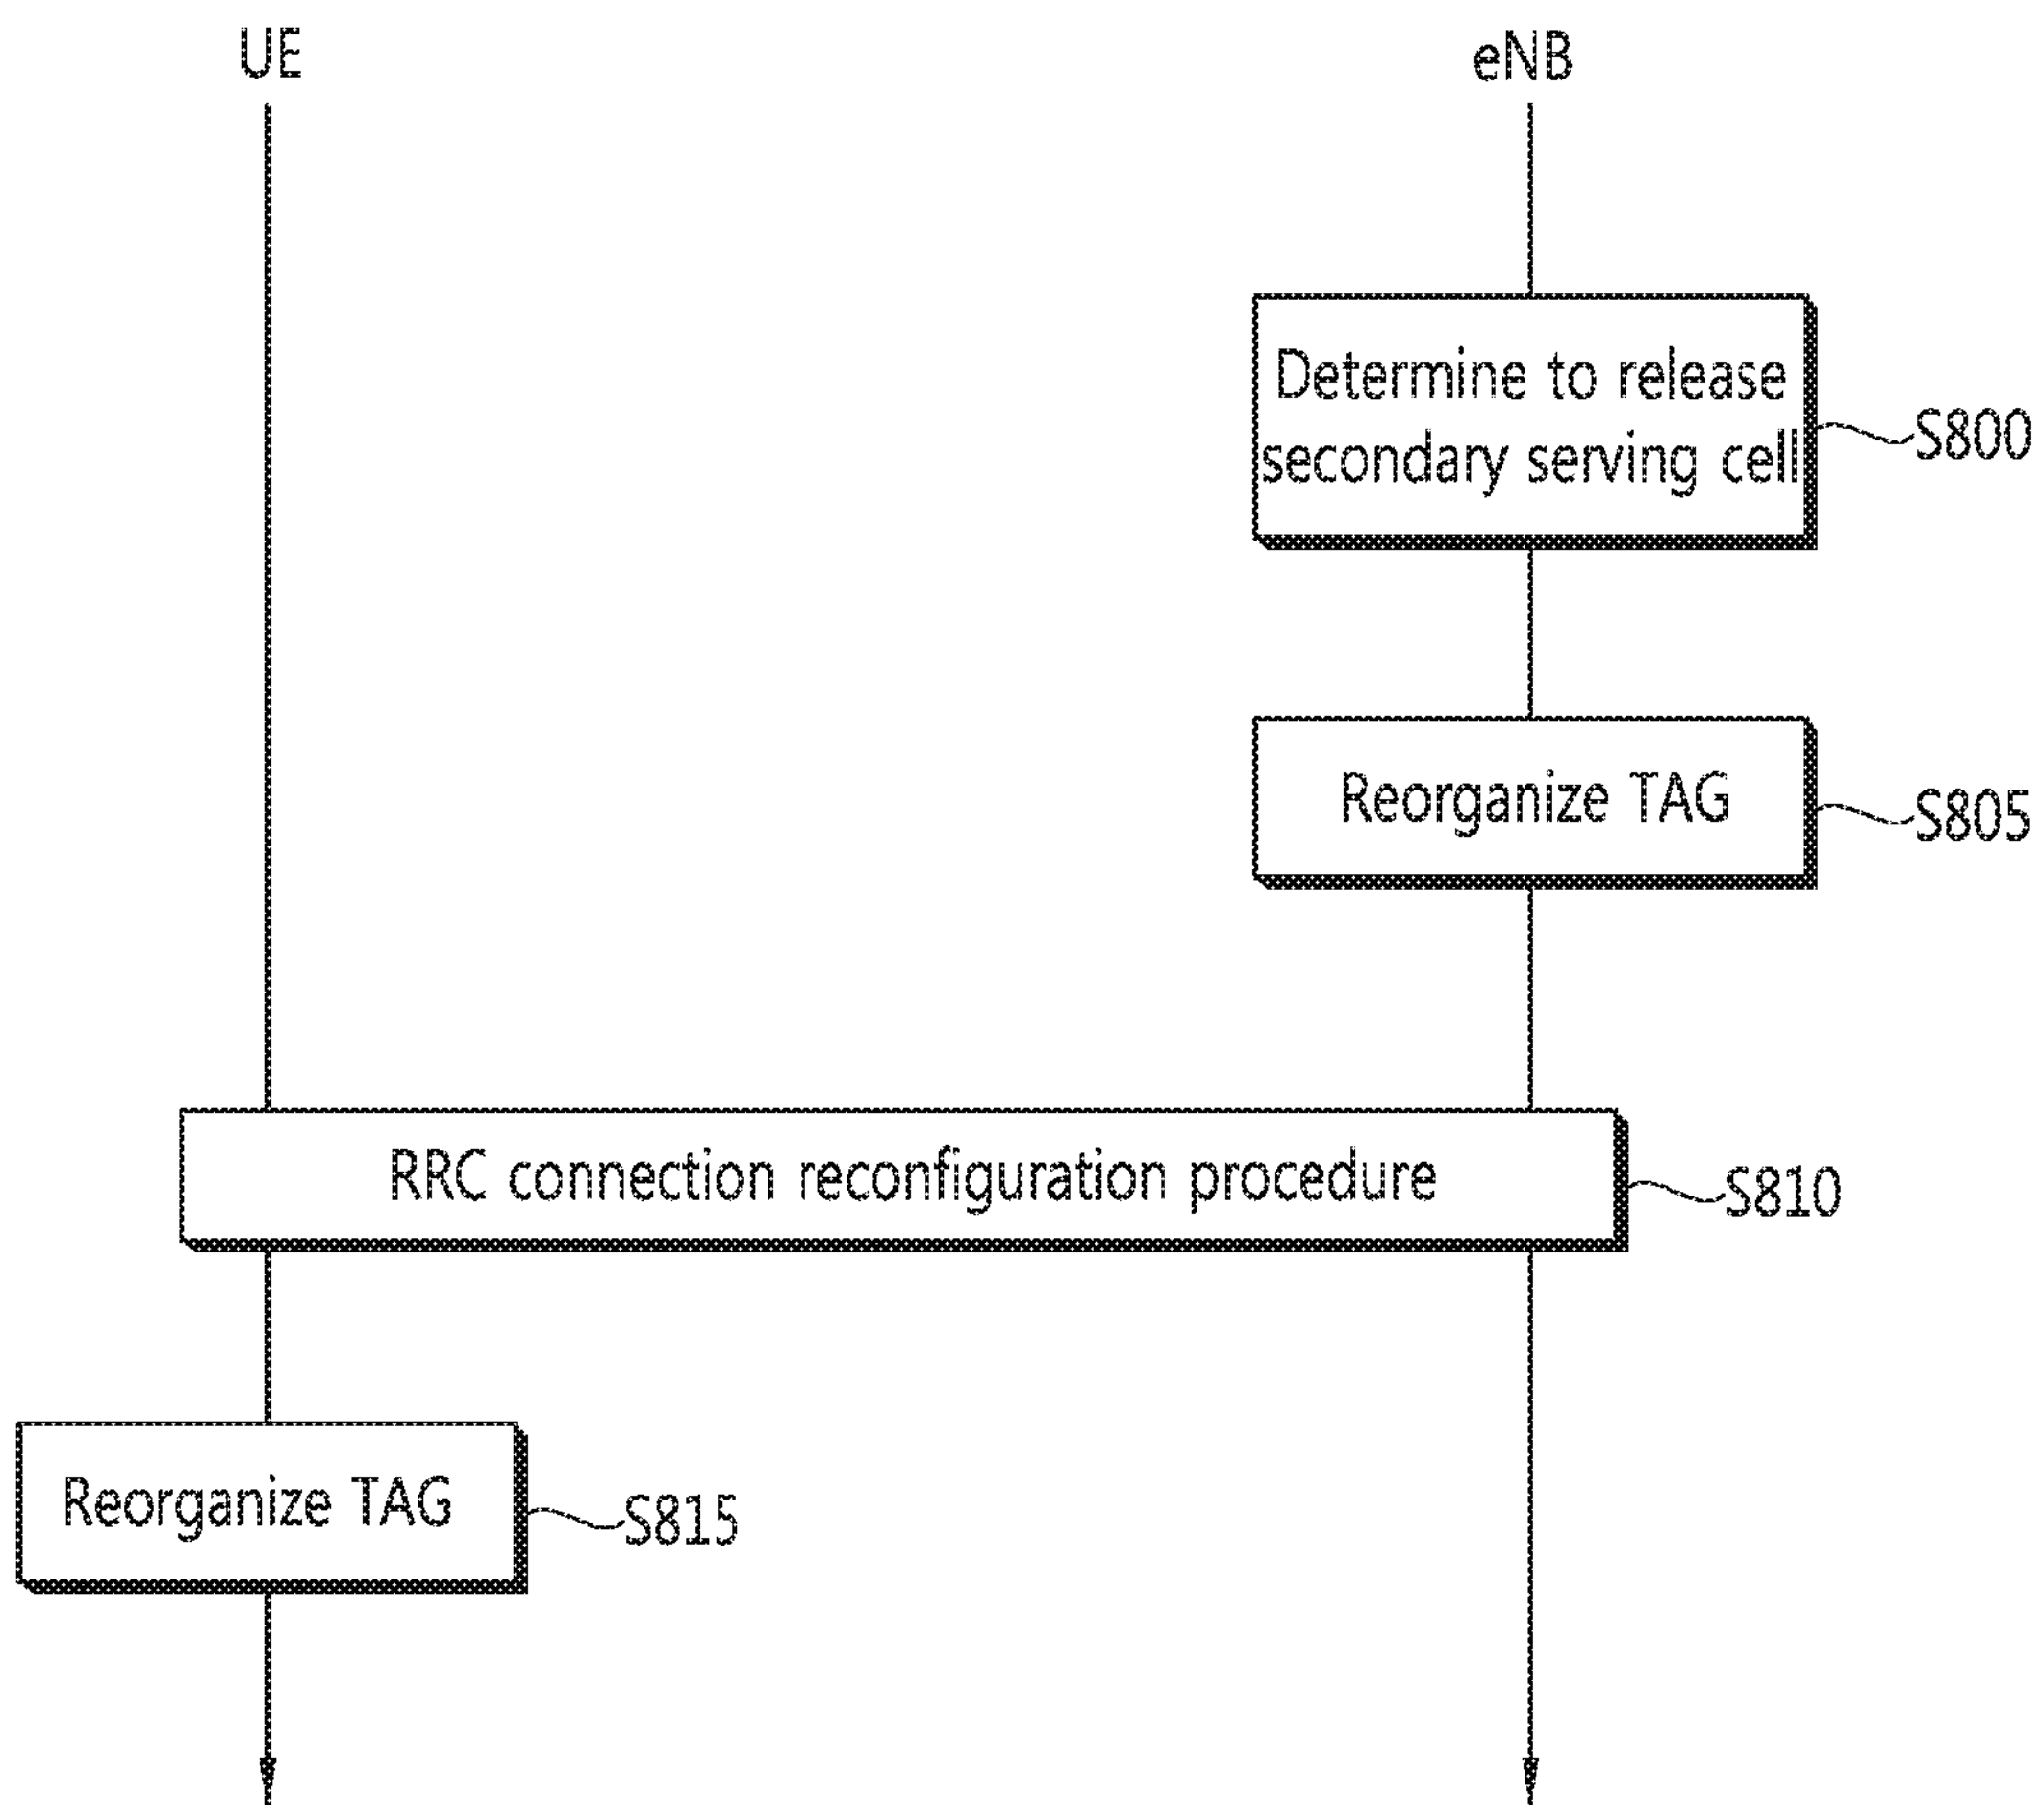 UE
eNB
Determine to release
secondary serving cell
S800
Reorganize TAG
S805
RRC connection reconfiguration procedure
S810
Reorganize TAG
S815